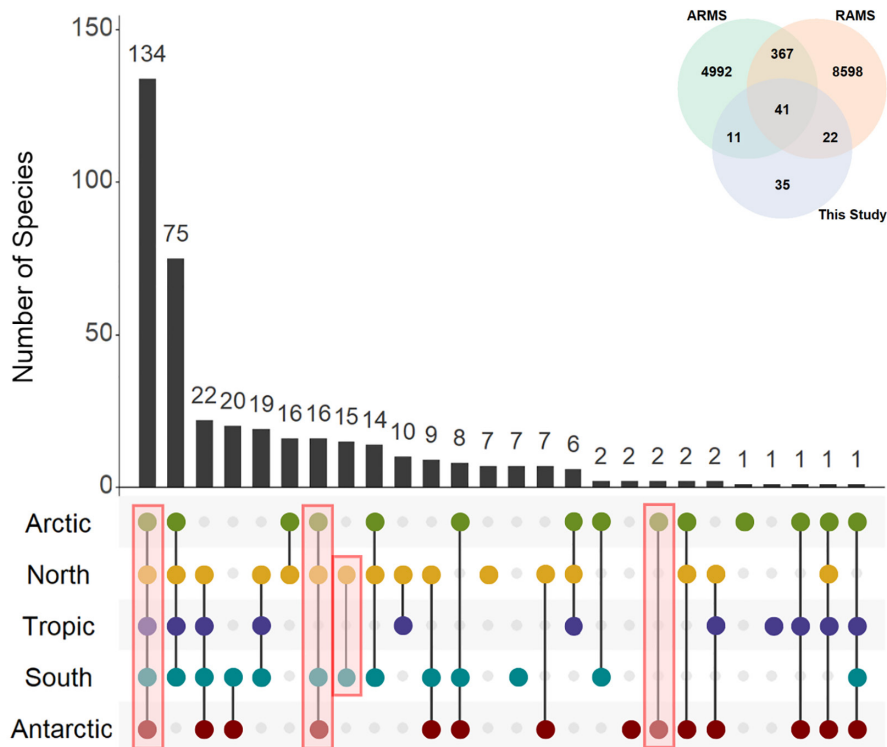 ARMS RAMS
4992 367 8598
41
11 22
35
This Study
Number of Species
150
100
50
0
134
75
22 20 19 16 16 15 14 10 9 8 7 7 7 6 2 2 2 2 2 1 1 1 1
Arctic
North
Tropic
South
Antarctic